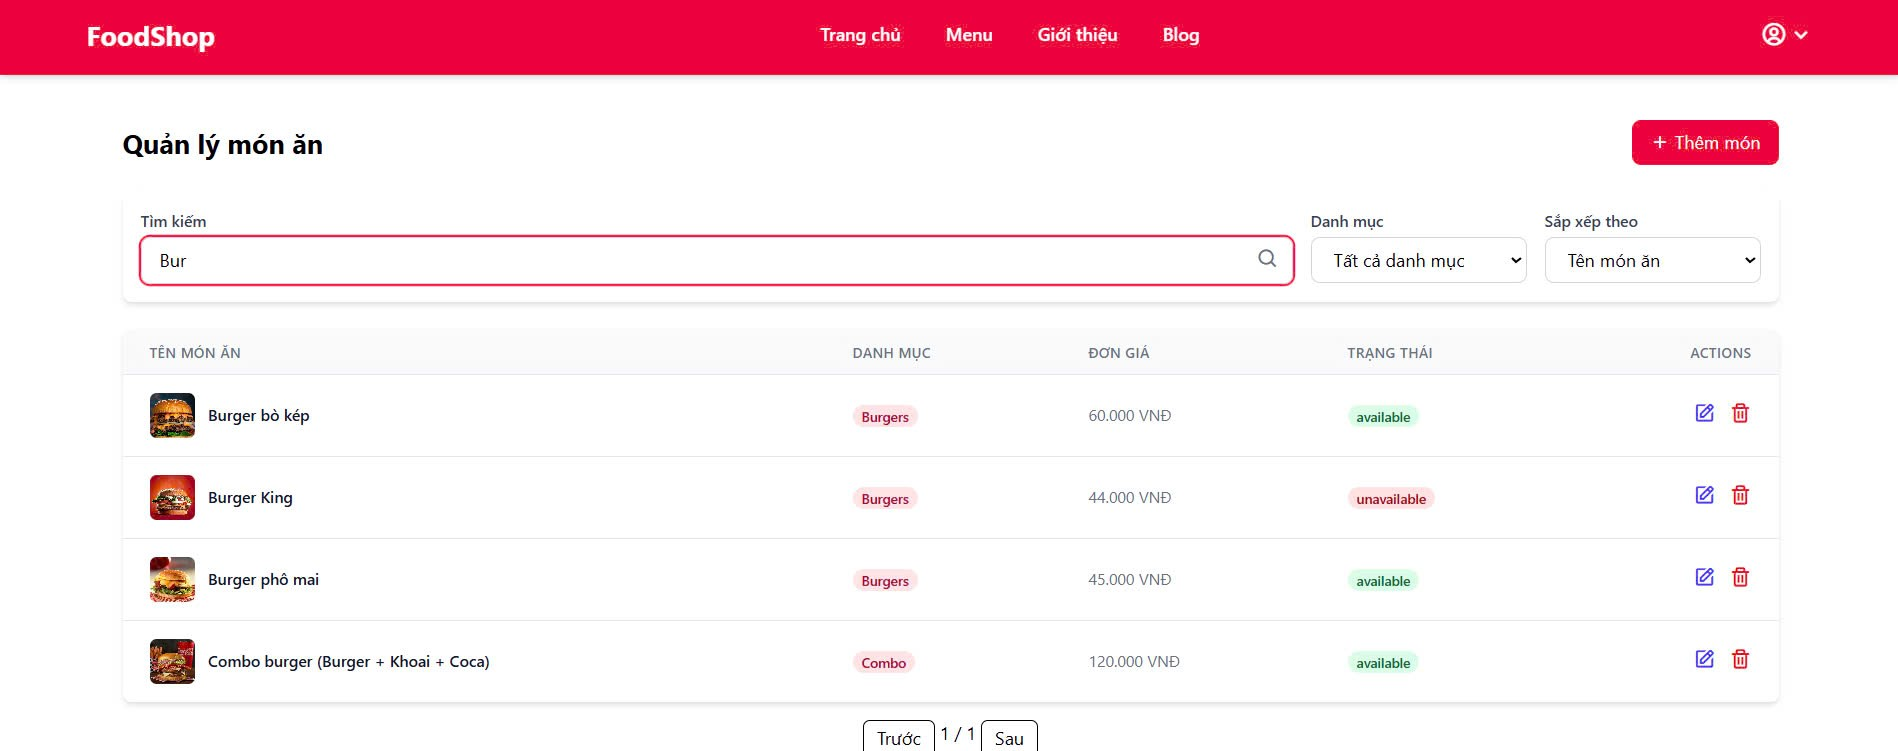 FoodShop
Trang chủ Menu Giới thiệu Blog
Quản lý món ăn
+ Thêm món
Tìm kiếm Danh mục Sắp xếp theo
Bur Tất cả danh mục Tên món ăn
TÊN MÓN ĂN DANH MỤC ĐƠN GIÁ TRẠNG THÁI ACTIONS
Burger bò kép Burgers 60.000 VNĐ available
Burger King Burgers 44.000 VNĐ unavailable
Burger phô mai Burgers 45.000 VNĐ available
Combo burger (Burger + Khoai + Coca) Combo 120.000 VNĐ available
Trước 1 / 1 Sau